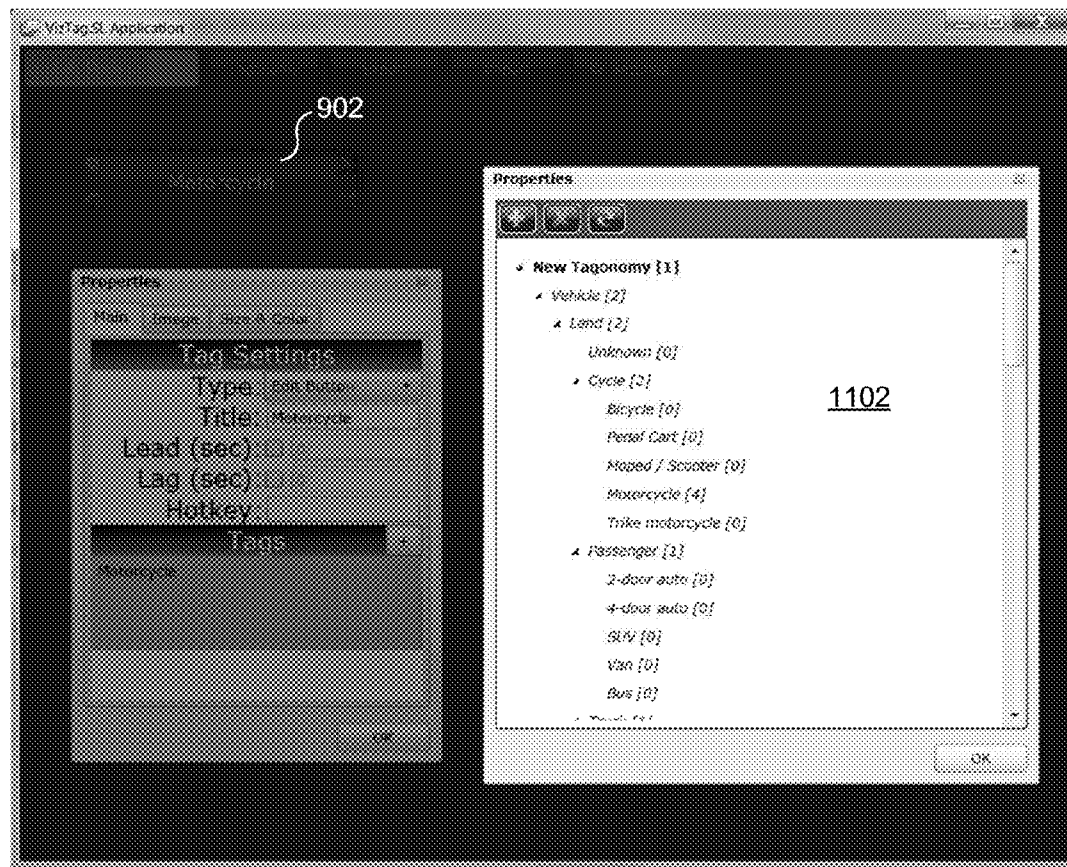 VizTag.SL Application
902
Properties
Main
Tag Settings
Type
Title: Motorcycle
Lead (sec)
Lag (sec)
Hotkey
Tags
Motorcycle
Properties
New Tagonomy [1]
Vehicle [2]
Land [2]
Unknown [0]
Cycle [2]
Bicycle [0]
Pedal Cart [0]
Moped / Scooter [0]
Motorcycle [4]
Trike motorcycle [0]
Passenger [1]
2-door auto [0]
4-door auto [0]
SUV [0]
Van [0]
Bus [0]
1102
OK